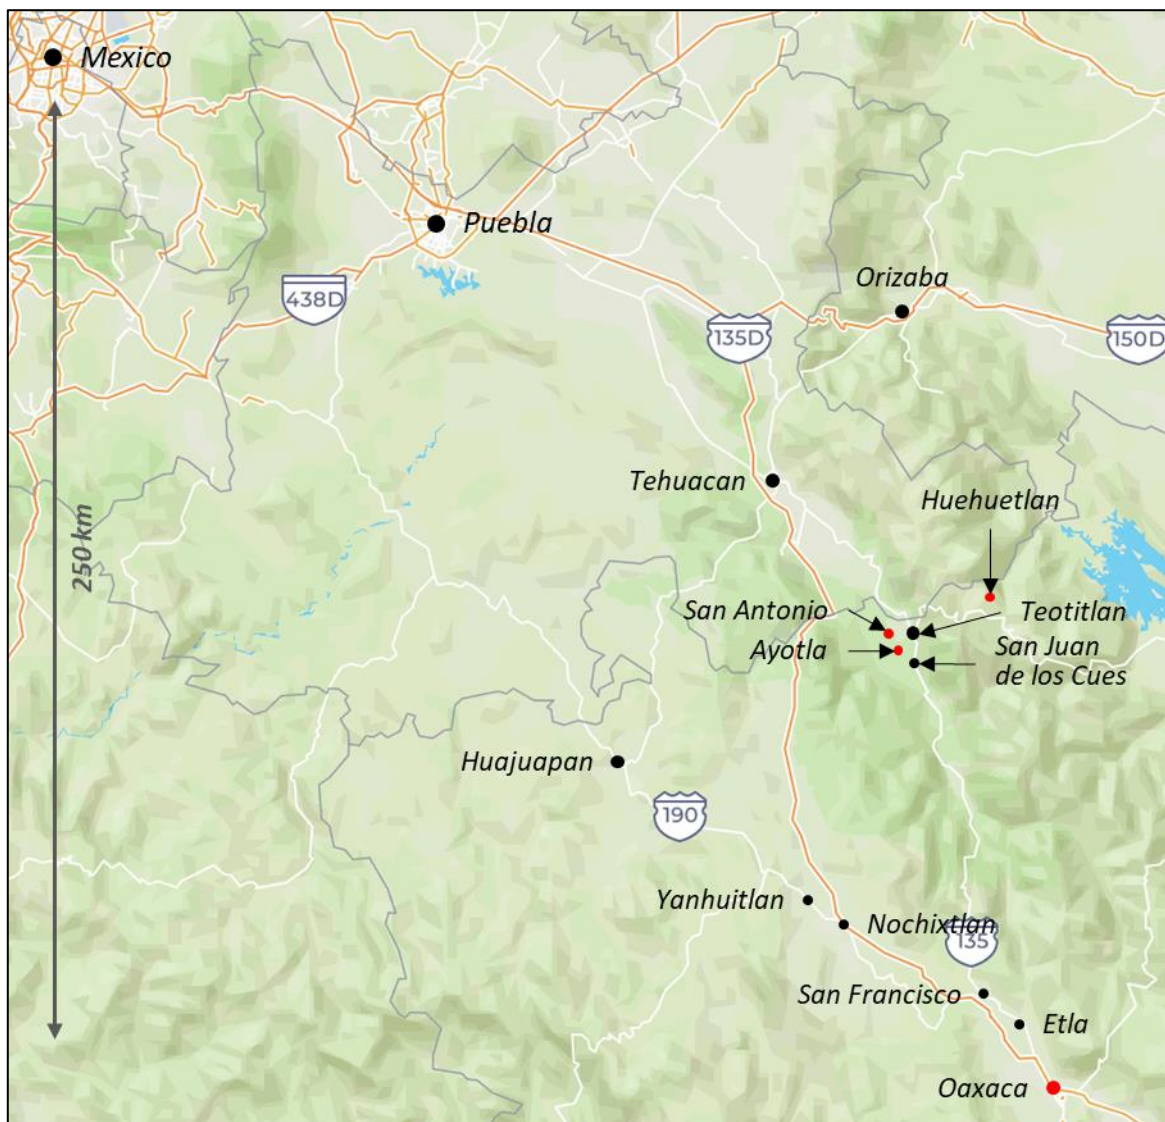 Mexico
Puebla
438D
Orizaba
135D
150D
Tehuacan
Huehuetlan
250 km
San Antonio
Teotitlan
Ayotla
San Juan
de los Cues
Huajuapan
190
Yanhuitlan
Nochixtlan
135
San Francisco
Etla
Oaxaca